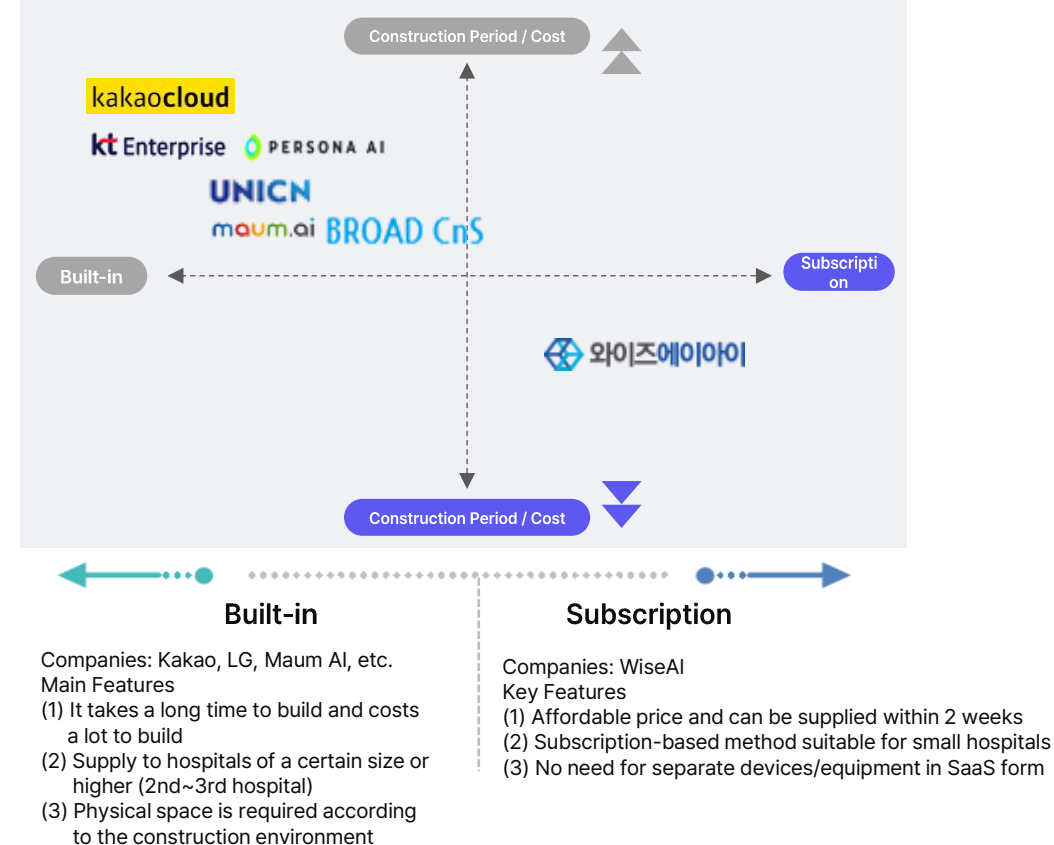 Construction Period / Cost
kakaocloud
kt Enterprise PERSONA AI
UNICN
maum.ai BROAD CnS
Built-in
Subscripti
on
와이즈에이아이
Construction Period / Cost
Built-in
Companies: Kakao, LG, Maum AI, etc.
Main Features
(1) It takes a long time to build and costs
a lot to build
(2) Supply to hospitals of a certain size or
higher (2nd~3rd hospital)
(3) Physical space is required according
to the construction environment
Subscription
Companies: WiseAI
Key Features
(1) Affordable price and can be supplied within 2 weeks
(2) Subscription-based method suitable for small hospitals
(3) No need for separate devices/equipment in SaaS form